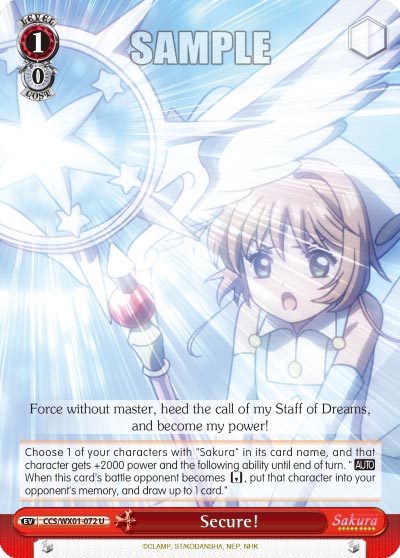 LEVEL
1
0
COST
SAMPLE
Force without master, heed the call of my Staff of Dreams,
and become my power!
Choose 1 of your characters with "Sakura" in its card name, and that
character gets +2000 power and the following ability until end of turn. "AUTO
When this card's battle opponent becomes [ ], put that character into your
opponent's memory, and draw up to 1 card."
EV CCS/WX01-072 U Secure! Sakura
©CLAMP, ST/KODANSHA, NEP, NHK